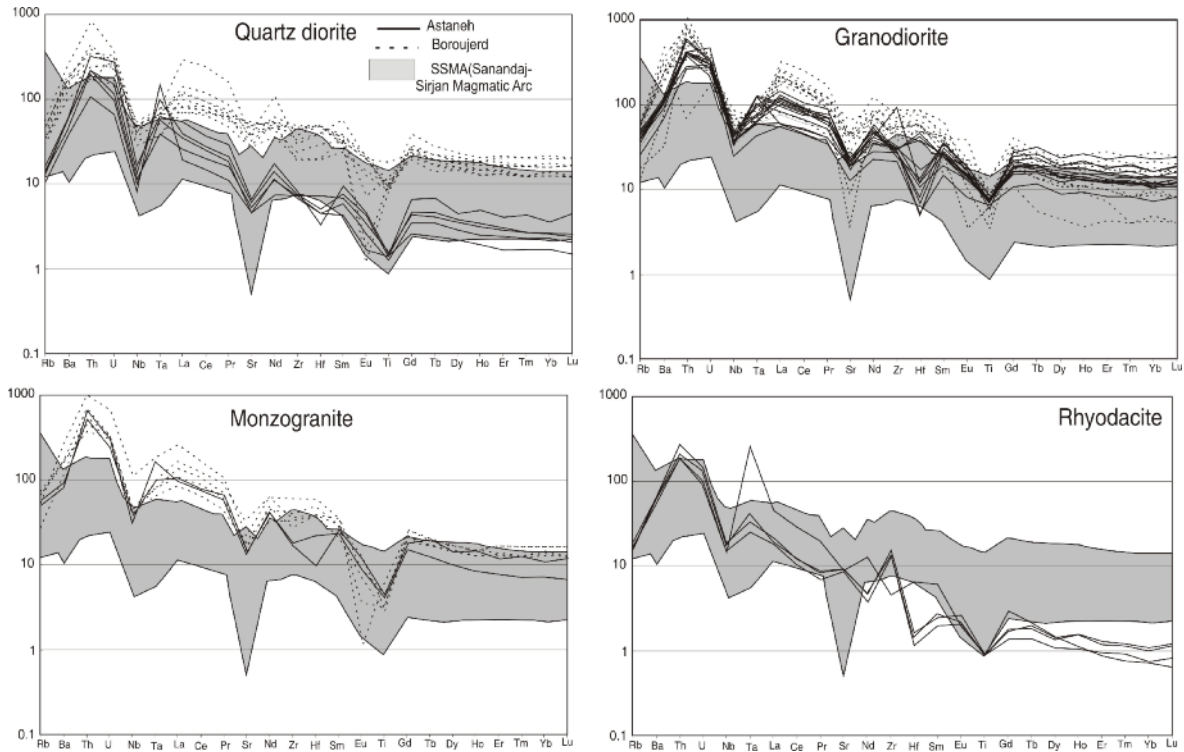 Quartz diorite
Astaneh
Boroujerd
SSMA(Sanandaj-
Sirjan Magmatic Arc
1000
100
10
1
0.1
Rb Ba Th U Nb Ta La Ce Pr Sr Nd Zr Hf Sm Eu Ti Gd Tb Dy Ho Er Tm Yb Lu
Granodiorite
1000
100
10
1
0.1
Rb Ba Th U Nb Ta La Ce Pr Sr Nd Zr Hf Sm Eu Ti Gd Tb Dy Ho Er Tm Yb Lu
Monzogranite
1000
100
10
1
0.1
Rb Ba Th U Nb Ta La Ce Pr Sr Nd Zr Hf Sm Eu Ti Gd Tb Dy Ho Er Tm Yb Lu
Rhyodacite
1000
100
10
1
0.1
Rb Ba Th U Nb Ta La Ce Pr Sr Nd Zr Hf Sm Eu Ti Gd Tb Dy Ho Er Tm Yb Lu